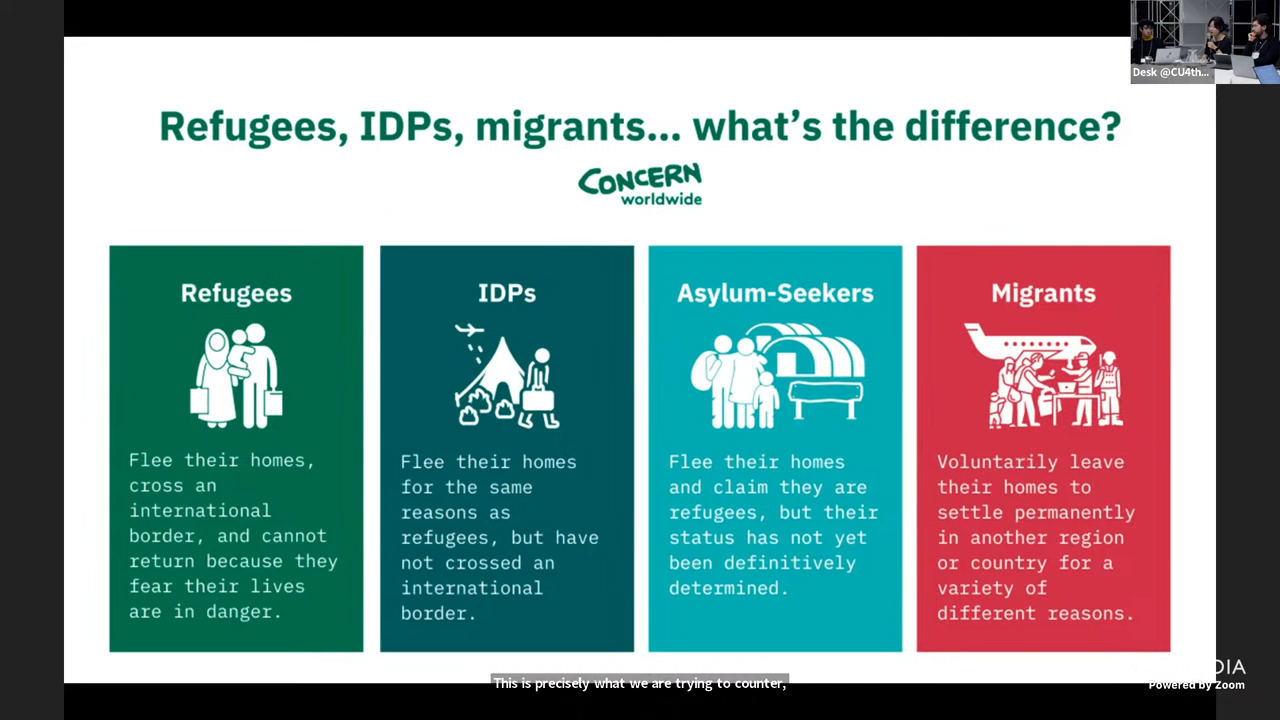 Desk @CU4th...
Refugees, IDPs, migrants... what's the difference?
CONCERN
worldwide
Refugees
Flee their homes,
cross an
international
border, and cannot
return because they
fear their lives
are in danger.
IDPs
Flee their homes
for the same
reasons as
refugees, but have
not crossed an
international
border.
Asylum-Seekers
Flee their homes
and claim they are
refugees, but their
status has not yet
been definitively
determined.
Migrants
Voluntarily leave
their homes to
settle permanently
in another region
or country for a
variety of
different reasons.
This is precisely what we are trying to counter,
Powered by Zoom